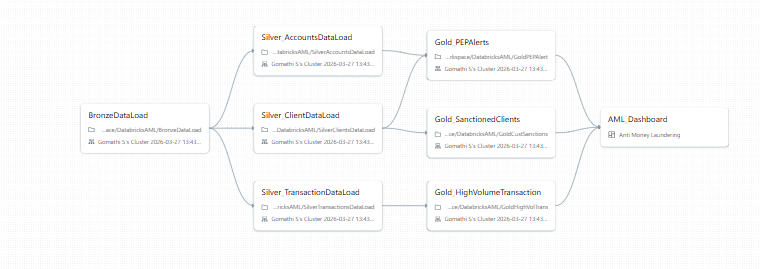 BronzeDataLoad
...ace/DatabricksAML/BronzeDataLoad
Gomathi S's Cluster 2026-03-27 13:43...
Silver_AccountsDataLoad
...tabricksAML/SilverAccountsDataLoad
Gomathi S's Cluster 2026-03-27 13:43...
Silver_ClientDataLoad
...DatabricksAML/SilverClientsDataLoad
Gomathi S's Cluster 2026-03-27 13:43...
Silver_TransactionDataLoad
...ricksAML/SilverTransactionsDataLoad
Gomathi S's Cluster 2026-03-27 13:43...
Gold_PEPAlerts
...rkspace/DatabricksAML/GoldPEPAlert
Gomathi S's Cluster 2026-03-27 13:43...
Gold_SanctionedClients
...ce/DatabricksAML/GoldCustSanctions
Gomathi S's Cluster 2026-03-27 13:43...
Gold_HighVolumeTransaction
...ce/DatabricksAML/GoldHighVolTrans
Gomathi S's Cluster 2026-03-27 13:43...
AML_Dashboard
Anti Money Laundering